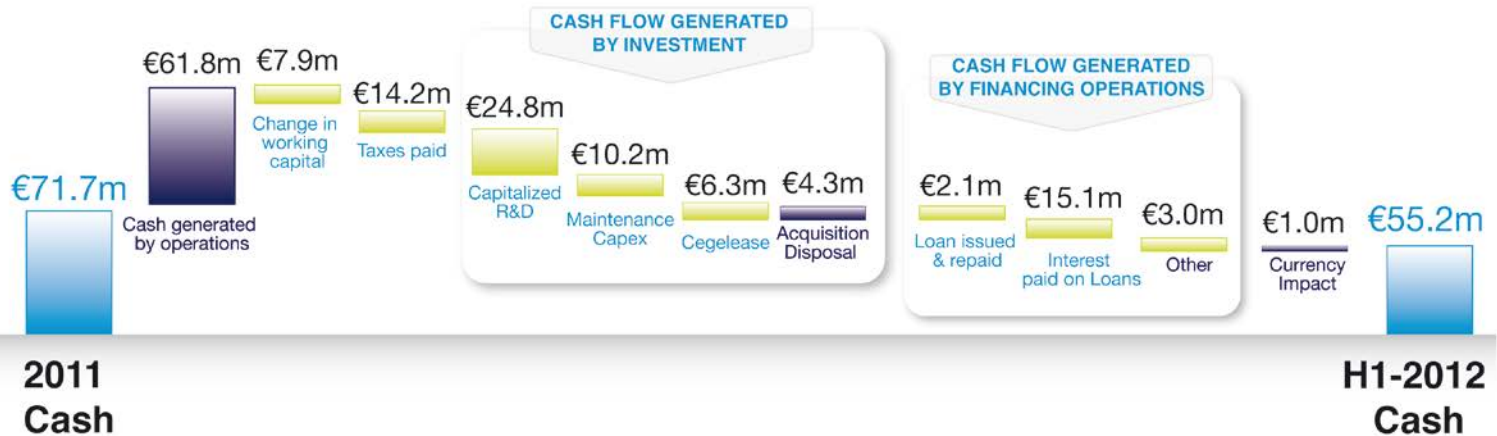 CASH FLOW GENERATED
BY INVESTMENT
CASH FLOW GENERATED
BY FINANCING OPERATIONS
€71.7m
€61.8m
Cash generated
by operations
€7.9m
Change in
working
capital
€14.2m
Taxes paid
€24.8m
Capitalized
R&D
€10.2m
Maintenance
Capex
€6.3m
Cegelease
€4.3m
Acquisition
Disposal
€2.1m
Loan issued
& repaid
€15.1m
Interest
paid on Loans
€3.0m
Other
€1.0m
Currency
Impact
€55.2m
2011
Cash
H1-2012
Cash